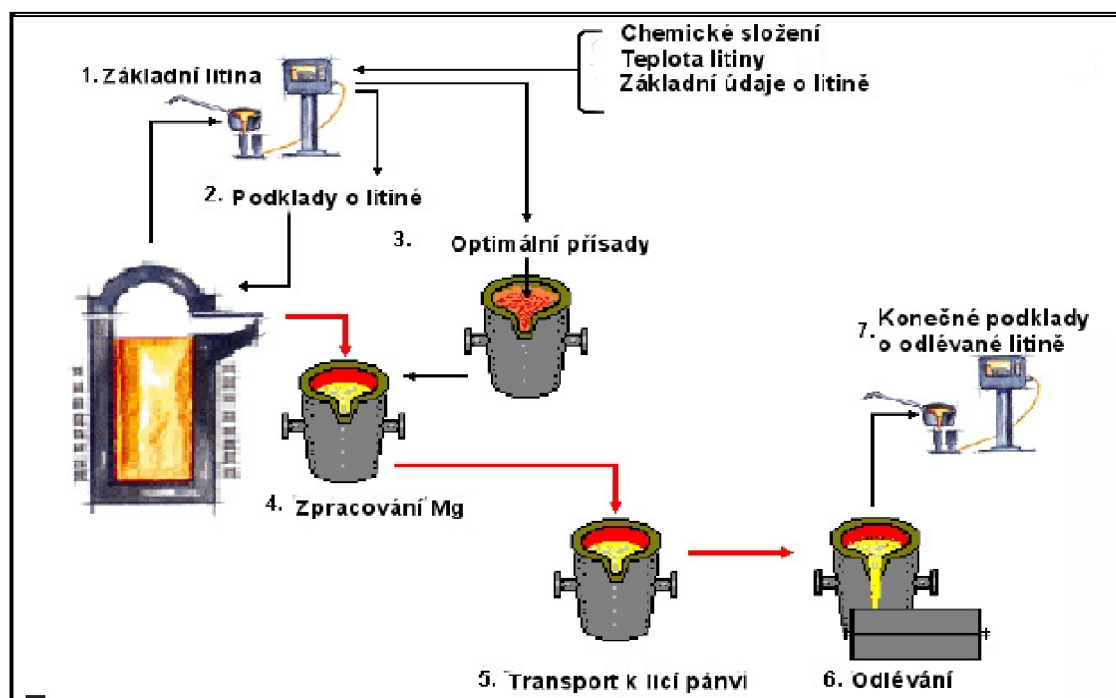 Chemické složení
Teplota litiny
Základní údaje o litině
1. Základní litina
2. Podklady o litině
3. Optimální přísady
7. Konečné podklady
o odlévané litině
4. Zpracování Mg
5. Transport k licí pánvi
6. Odlévání